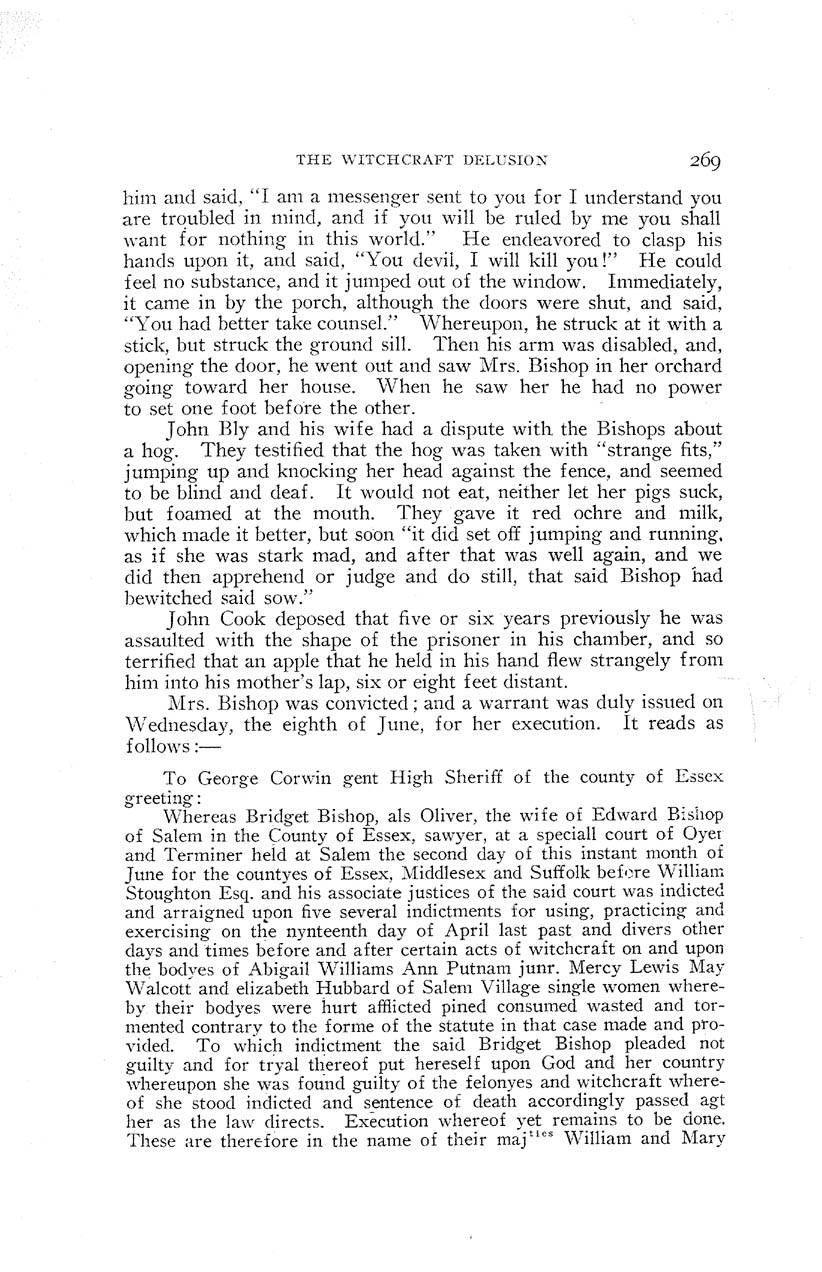 THE WITCHCRAFT DELUSION 269
him and said, “I am a messenger sent to you for I understand you
are troubled in mind, and if you will be ruled by me you shall
want for nothing in this world.” He endeavored to clasp his
hands upon it, and said, “You devil, I will kill you!” He could
feel no substance, and it jumped out of the window. Immediately,
it came in by the porch, although the doors were shut, and said,
“You had better take counsel.” Whereupon, he struck at it with a
stick, but struck the ground sill. Then his arm was disabled, and,
opening the door, he went out and saw Mrs. Bishop in her orchard
going toward her house. When he saw her he had no power
to set one foot before the other.
John Bly and his wife had a dispute with the Bishops about
a hog. They testified that the hog was taken with “strange fits,”
jumping up and knocking her head against the fence, and seemed
to be blind and deaf. It would not eat, neither let her pigs suck,
but foamed at the mouth. They gave it red ochre and milk,
which made it better, but soon “it did set off jumping and running,
as if she was stark mad, and after that was well again, and we
did then apprehend or judge and do still, that said Bishop had
bewitched said sow.”
John Cook deposed that five or six years previously he was
assaulted with the shape of the prisoner in his chamber, and so
terrified that an apple that he held in his hand flew strangely from
him into his mother’s lap, six or eight feet distant.
Mrs. Bishop was convicted; and a warrant was duly issued on
Wednesday, the eighth of June, for her execution. It reads as
follows:—
To George Corwin gent High Sheriff of the county of Essex
greeting:
Whereas Bridget Bishop, als Oliver, the wife of Edward Bishop
of Salem in the County of Essex, sawyer, at a speciall court of Oyer
and Terminer held at Salem the second day of this instant month of
June for the countyes of Essex, Middlesex and Suffolk before William
Stoughton Esq. and his associate justices of the said court was indicted
and arraigned upon five several indictments for using, practicing and
exercising on the nynteenth day of April last past and divers other
days and times before and after certain acts of witchcraft on and upon
the bodyes of Abigail Williams Ann Putnam junr. Mercy Lewis May
Walcott and elizabeth Hubbard of Salem Village single women where-
by their bodyes were hurt afflicted pined consumed wasted and tor-
mented contrary to the forme of the statute in that case made and pro-
vided. To which indictment the said Bridget Bishop pleaded not
guilty and for tryal thereof put hereself upon God and her country
whereupon she was found guilty of the felonyes and witchcraft where-
of she stood indicted and sentence of death accordingly passed agt
her as the law directs. Execution whereof yet remains to be done.
These are therefore in the name of their maj^ties William and Mary